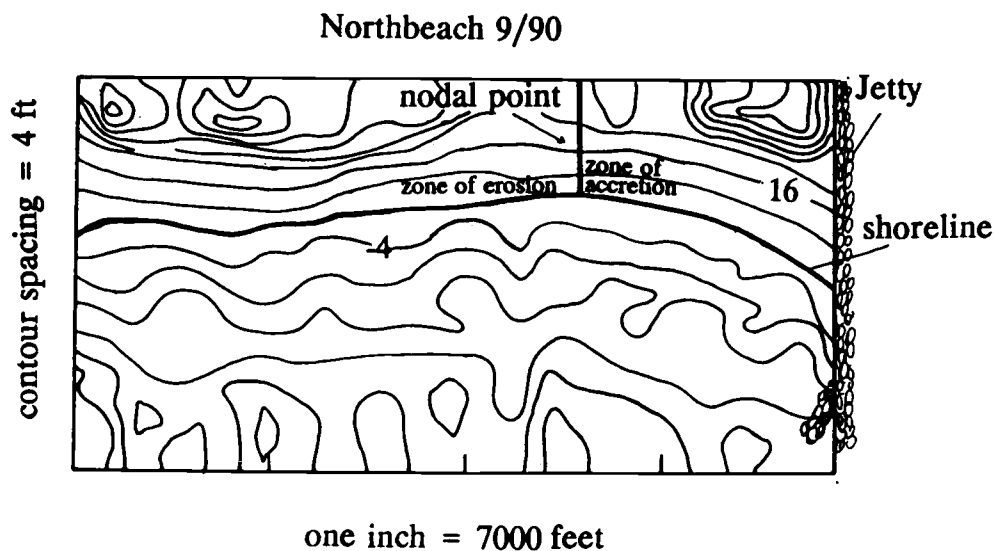 Northbeach 9/90
contour spacing = 4 ft
nodal point
Jetty
zone of erosion
zone of
accretion
16
shoreline
-4
one inch = 7000 feet